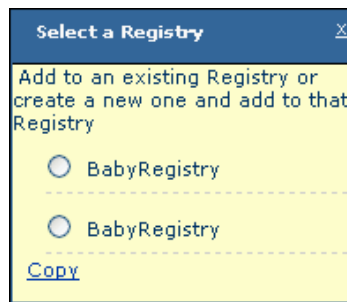 Select a Registry X
Add to an existing Registry or
create a new one and add to that
Registry
BabyRegistry
BabyRegistry
Copy